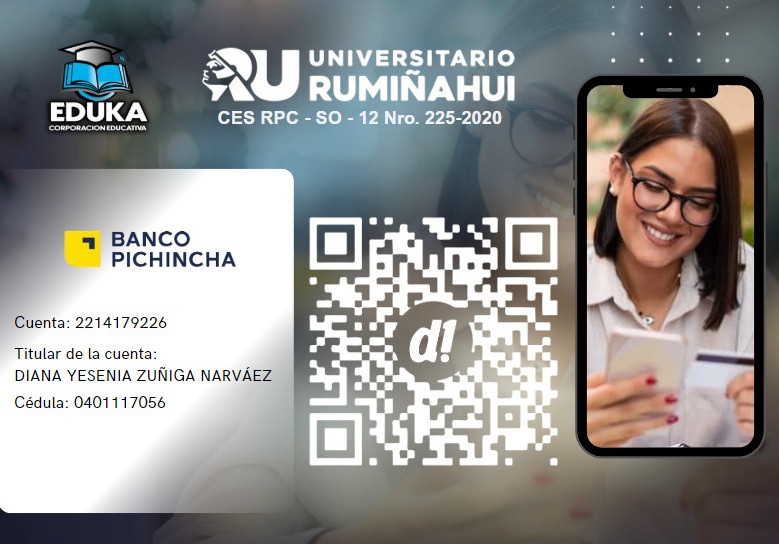 EDUKA
CORPORACION EDUCATIVA
RU UNIVERSITARIO
RUMIÑAHUI
CES RPC - SO - 12 Nro. 225-2020
BANCO
PICHINCHA
Cuenta: 2214179226
Titular de la cuenta:
DIANA YESENIA ZUÑIGA NARVÁEZ
Cédula: 0401117056
d!